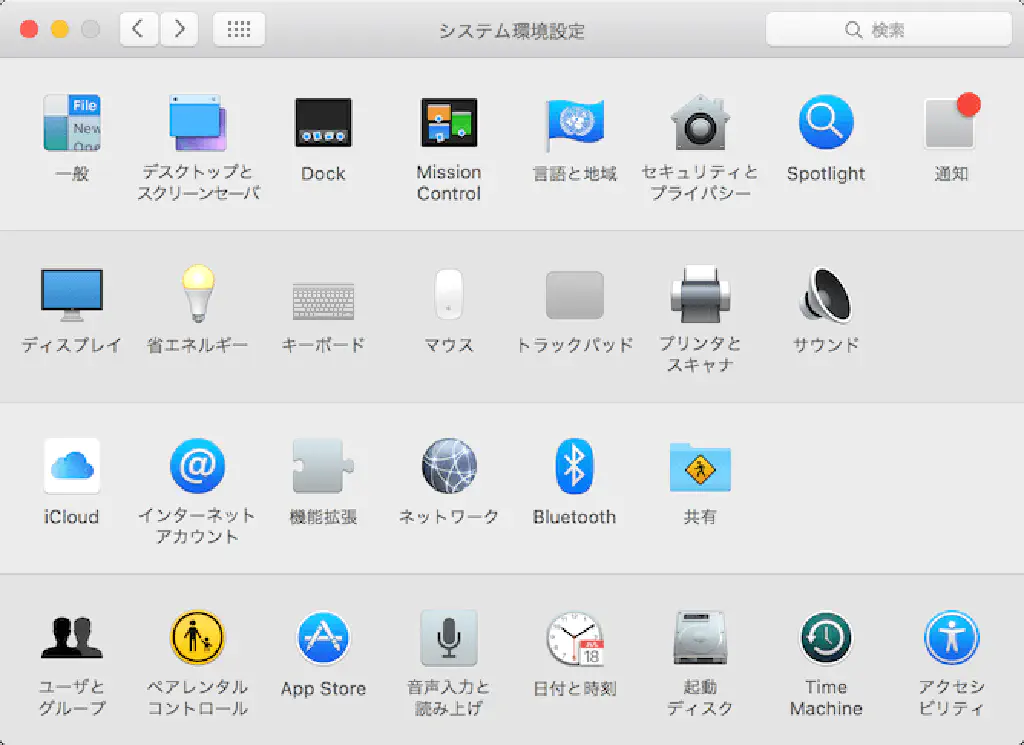 システム環境設定
検索
File
New
One
一般
デスクトップと
スクリーンセーバ
Dock
Mission
Control
言語と地域
セキュリティと
プライバシー
Spotlight
通知
ディスプレイ
省エネルギー
キーボード
マウス
トラックパッド
プリンタと
スキャナ
サウンド
iCloud
@
インターネット
アカウント
機能拡張
ネットワーク
Bluetooth
共有
ユーザと
グループ
ペアレンタル
コントロール
App Store
音声入力と
読み上げ
18
日付と時刻
起動
ディスク
Time
Machine
アクセシ
ビリティ